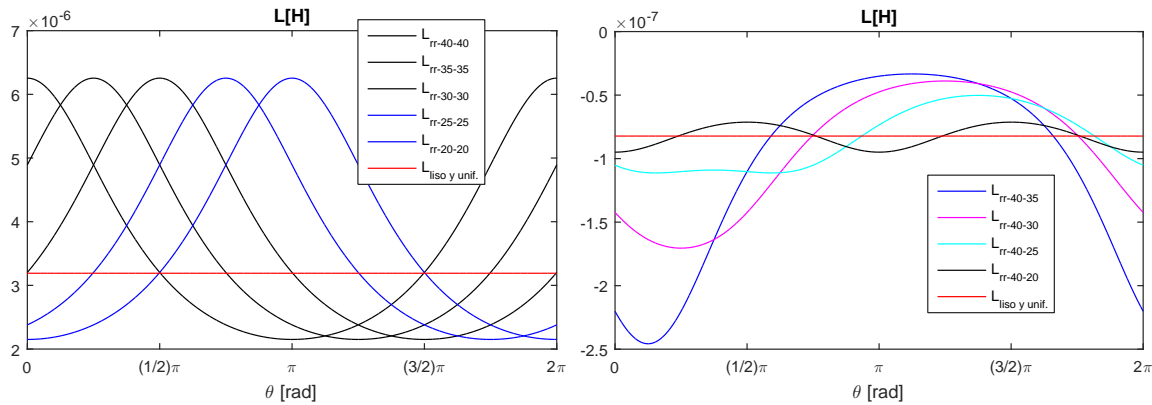 L[H]
×10⁻⁶
7
6
5
4
3
2
0
(1/2)π
π
(3/2)π
2π
θ [rad]
L_rr-40-40
L_rr-35-35
L_rr-30-30
L_rr-25-25
L_rr-20-20
L_liso y unif.
L[H]
×10⁻⁷
0
-0.5
-1
-1.5
-2
-2.5
0
(1/2)π
π
(3/2)π
2π
θ [rad]
L_rr-40-35
L_rr-40-30
L_rr-40-25
L_rr-40-20
L_liso y unif.